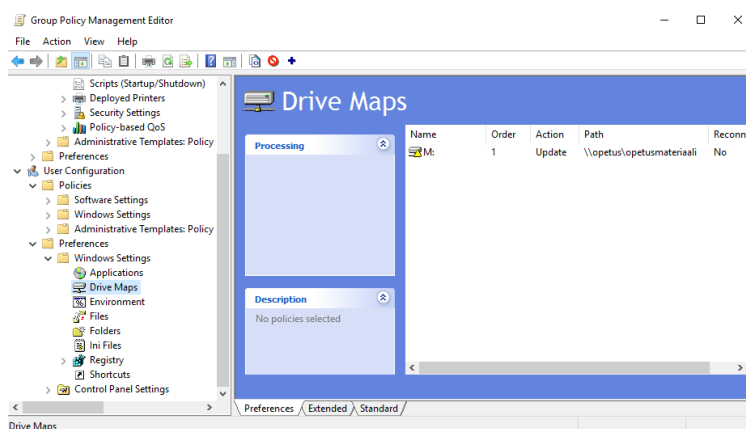 Group Policy Management Editor
File Action View Help
Scripts (Startup/Shutdown)
Deployed Printers
Security Settings
Policy-based QoS
Administrative Templates: Policy
Preferences
User Configuration
Policies
Software Settings
Windows Settings
Administrative Templates: Policy
Preferences
Windows Settings
Applications
Drive Maps
Environment
Files
Folders
Ini Files
Registry
Shortcuts
Control Panel Settings
Drive Maps
Processing
Description
No policies selected
Name Order Action Path Reconn
M: 1 Update \\opetus\opetusmateriaali No
Preferences Extended Standard
Drive Maps